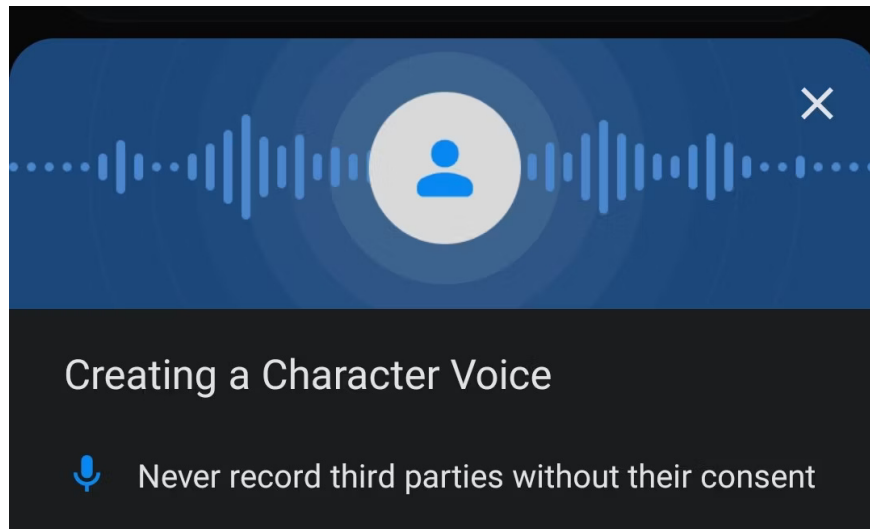 Creating a Character Voice
Never record third parties without their consent